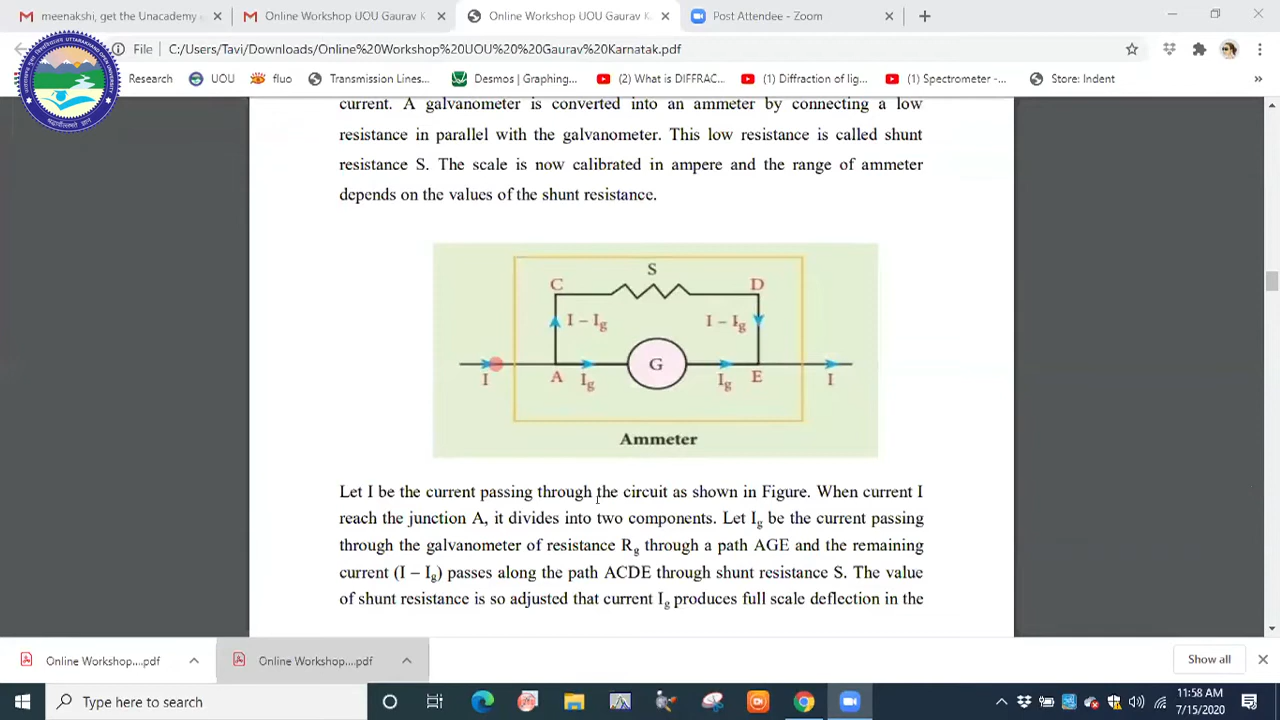 meenakshi, get the Unacademy
Online Workshop UOU Gaurav K
Online Workshop UOU Gaurav K
Post Attendee - Zoom
File
C:/Users/Tavi/Downloads/Online%20Workshop%20UOU%20%20Gaurav%20Karnatak.pdf
Research
UOU
fluo
Transmission Lines...
Desmos | Graphing...
(2) What is DIFFRAC...
(1) Diffraction of lig...
(1) Spectrometer -...
Store: Indent
»
current. A galvanometer is converted into an ammeter by connecting a low
resistance in parallel with the galvanometer. This low resistance is called shunt
resistance S. The scale is now calibrated in ampere and the range of ammeter
depends on the values of the shunt resistance.
S
C
D
I – Ig
I – Ig
G
I
A
Ig
Ig
E
I
Ammeter
Let I be the current passing through the circuit as shown in Figure. When current I
reach the junction A, it divides into two components. Let Ig be the current passing
through the galvanometer of resistance Rg through a path AGE and the remaining
current (I – Ig) passes along the path ACDE through shunt resistance S. The value
of shunt resistance is so adjusted that current Ig produces full scale deflection in the
Online Workshop....pdf
Online Workshop....pdf
Show all
Type here to search
11:58 AM
7/15/2020